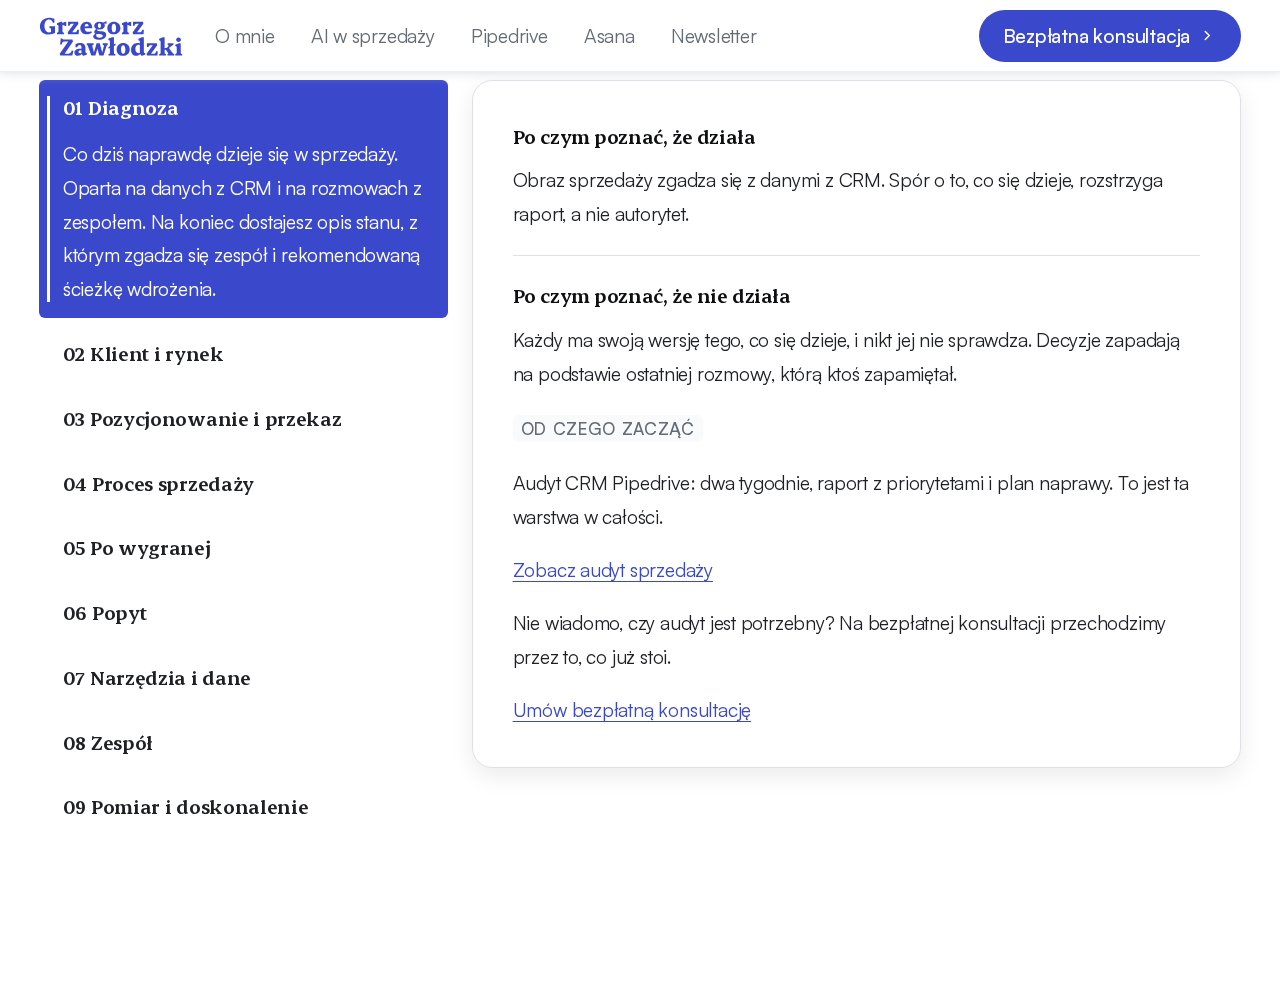 Grzegorz
Zawłodzki
O mnie
AI w sprzedaży
Pipedrive
Asana
Newsletter
Bezpłatna konsultacja
01 Diagnoza
Co dziś naprawdę dzieje się w sprzedaży.
Oparta na danych z CRM i na rozmowach z
zespołem. Na koniec dostajesz opis stanu, z
którym zgadza się zespół i rekomendowaną
ścieżkę wdrożenia.
02 Klient i rynek
03 Pozycjonowanie i przekaz
04 Proces sprzedaży
05 Po wygranej
06 Popyt
07 Narzędzia i dane
08 Zespół
09 Pomiar i doskonalenie
Po czym poznać, że działa
Obraz sprzedaży zgadza się z danymi z CRM. Spór o to, co się dzieje, rozstrzyga
raport, a nie autorytet.
Po czym poznać, że nie działa
Każdy ma swoją wersję tego, co się dzieje, i nikt jej nie sprawdza. Decyzje zapadają
na podstawie ostatniej rozmowy, którą ktoś zapamiętał.
OD CZEGO ZACZĄĆ
Audyt CRM Pipedrive: dwa tygodnie, raport z priorytetami i plan naprawy. To jest ta
warstwa w całości.
Zobacz audyt sprzedaży
Nie wiadomo, czy audyt jest potrzebny? Na bezpłatnej konsultacji przechodzimy
przez to, co już stoi.
Umów bezpłatną konsultację